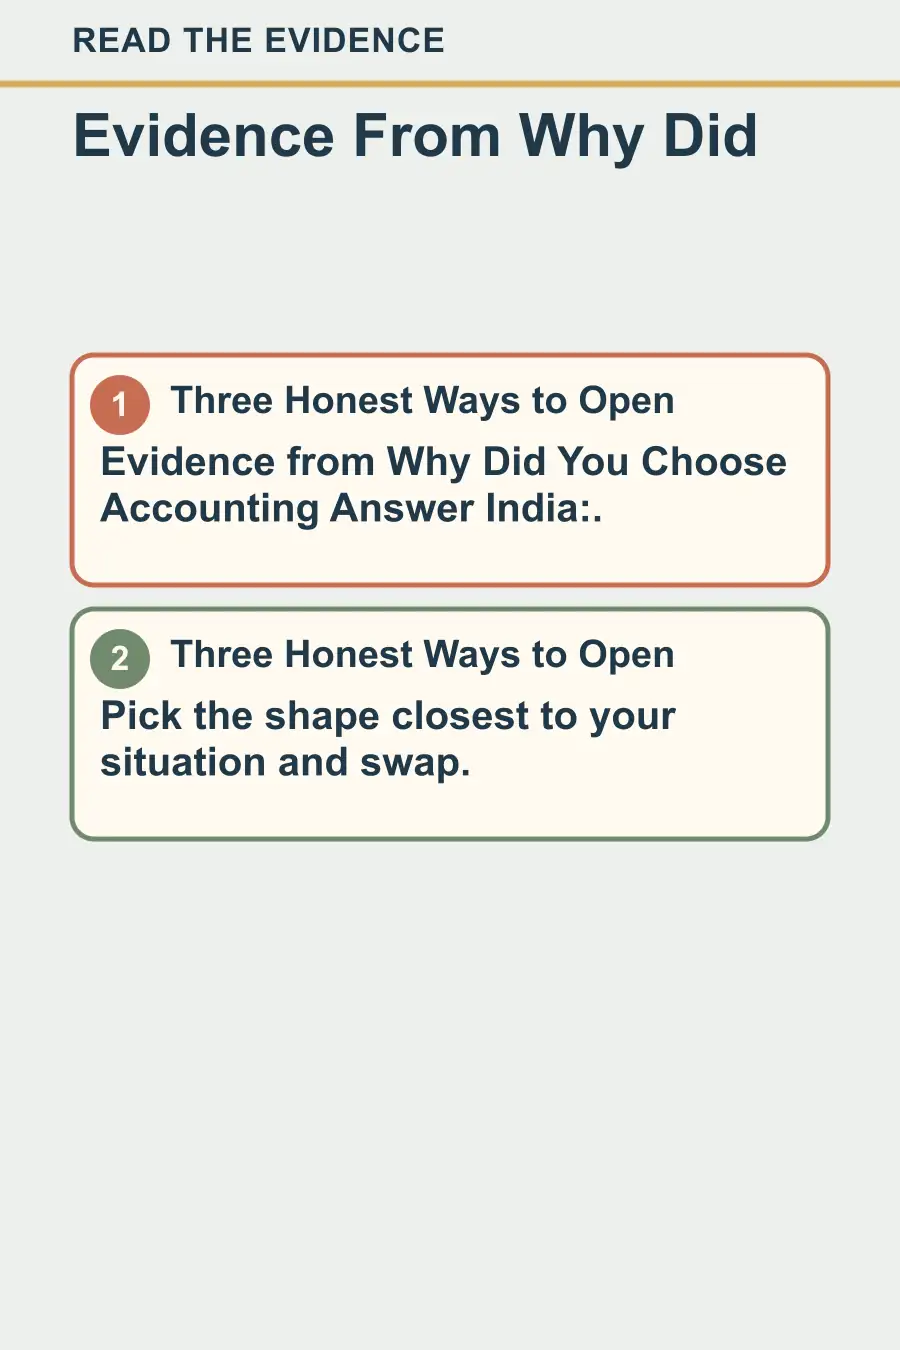 READ THE EVIDENCE
Evidence From Why Did
1 Three Honest Ways to Open
Evidence from Why Did You Choose
Accounting Answer India:.
2 Three Honest Ways to Open
Pick the shape closest to your
situation and swap.